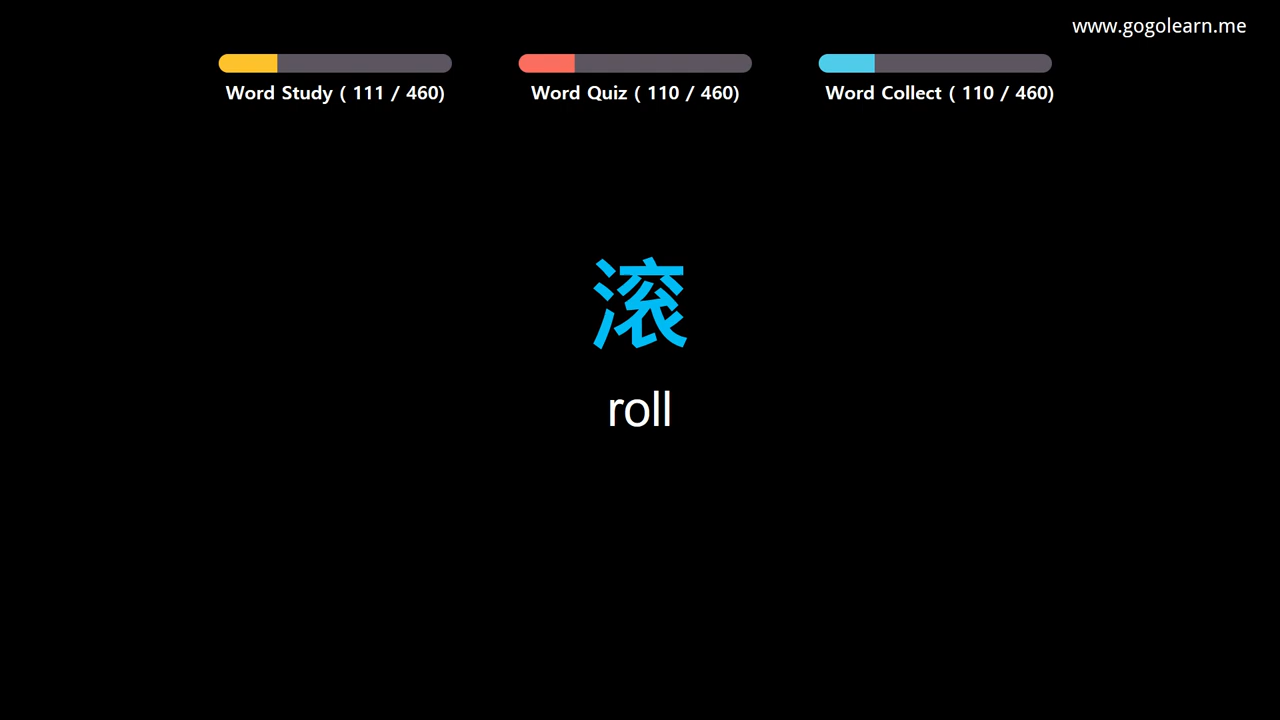 www.gogolearn.me
Word Study ( 111 / 460)
Word Quiz ( 110 / 460)
Word Collect ( 110 / 460)
滚
roll